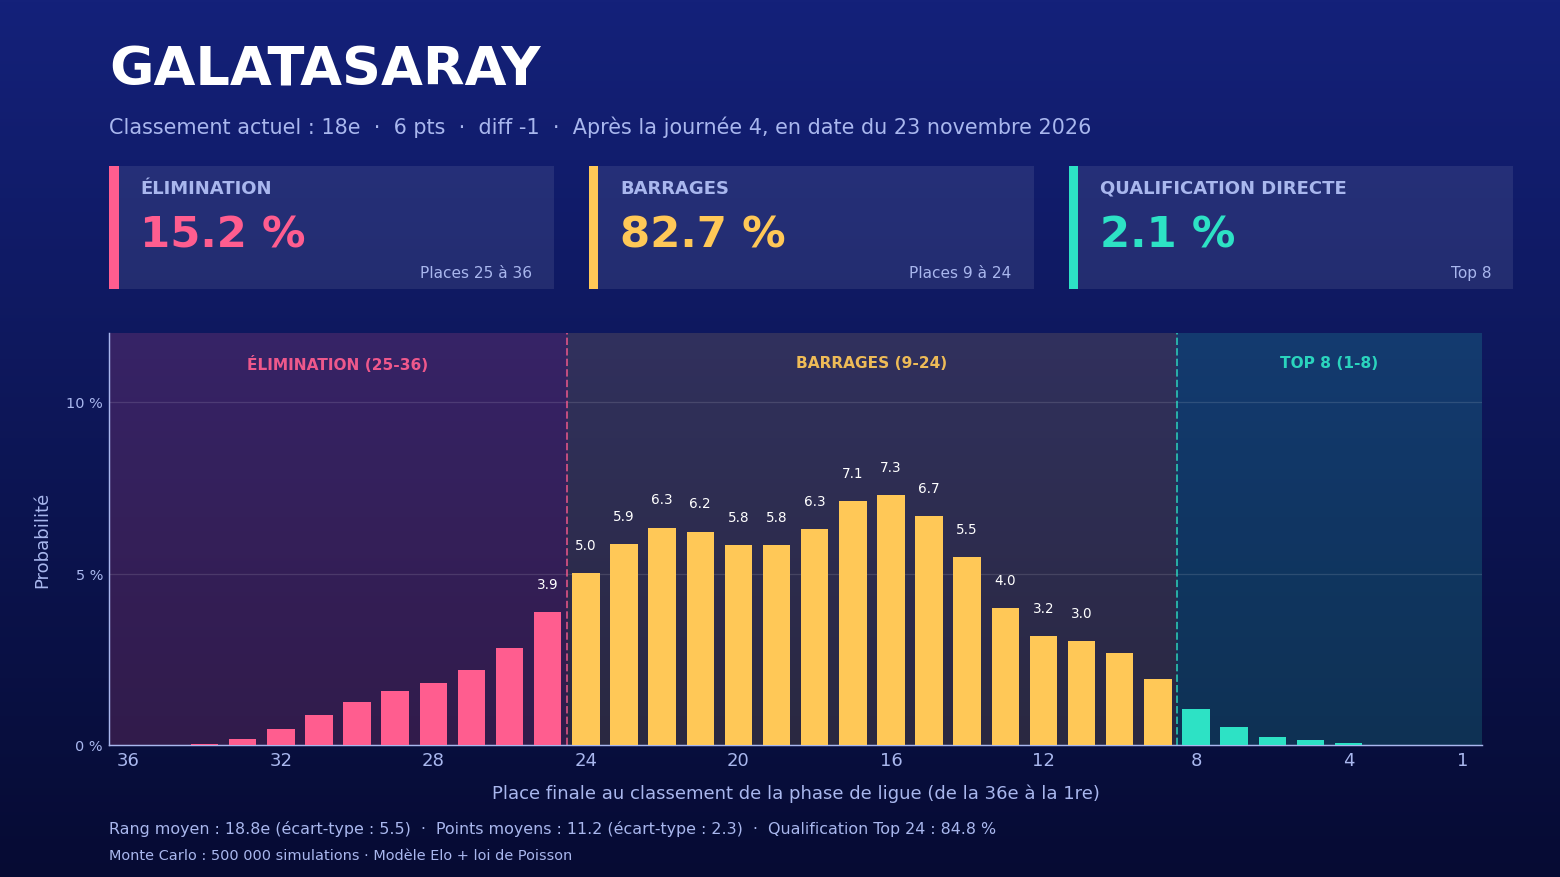 GALATASARAY
Classement actuel : 18e · 6 pts · diff -1 · Après la journée 4, en date du 23 novembre 2026
ÉLIMINATION
15.2 %
Places 25 à 36
BARRAGES
82.7 %
Places 9 à 24
QUALIFICATION DIRECTE
2.1 %
Top 8
ÉLIMINATION (25-36)
BARRAGES (9-24)
TOP 8 (1-8)
Probabilité
10 %
5 %
0 %
3.9
5.0
5.9
6.3
6.2
5.8
5.8
6.3
7.1
7.3
6.7
5.5
4.0
3.2
3.0
36 32 28 24 20 16 12 8 4 1
Place finale au classement de la phase de ligue (de la 36e à la 1re)
Rang moyen : 18.8e (écart-type : 5.5) · Points moyens : 11.2 (écart-type : 2.3) · Qualification Top 24 : 84.8 %
Monte Carlo : 500 000 simulations · Modèle Elo + loi de Poisson